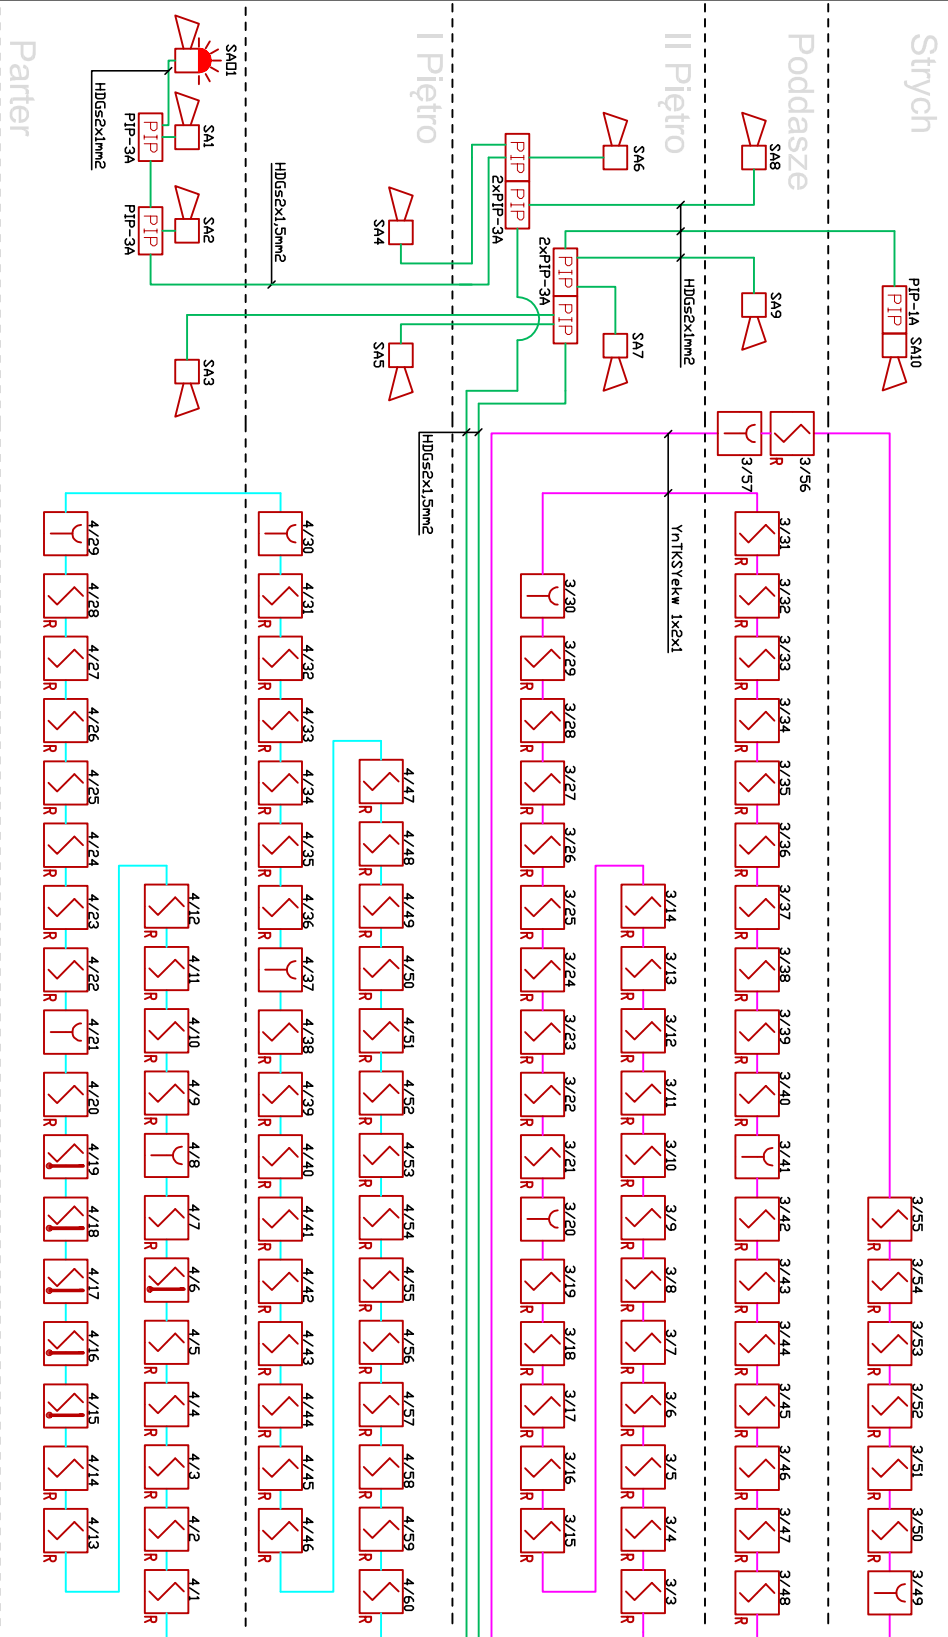 Strych
PIP-1A SA10
PIP
3/55 3/54 3/53 3/52 3/51 3/50 3/49
R R R R R R
Poddasze
SA8 SA9
3/56
R
3/57
3/31 3/32 3/33 3/34 3/35 3/36 3/37 3/38 3/39 3/40 3/41 3/42 3/43 3/44 3/45 3/46 3/47 3/48
R R R R R R R R R R R R R R R R R
II Piętro
HDGs2x1mm2
YnTKSYekw 1x2x1
SA6 SA7
3/14 3/13 3/12 3/11 3/10 3/9 3/8 3/7 3/6 3/5 3/4 3/3
R R R R R R R R R R R R
PIP PIP
2xPIP-3A
3/30 3/29 3/28 3/27 3/26 3/25 3/24 3/23 3/22 3/21 3/20 3/19 3/18 3/17 3/16 3/15
R R R R R R R R R R R R R R
PIP PIP
2xPIP-3A
I Piętro
HDGs2x1,5mm2
SA4 SA5
4/47 4/48 4/49 4/50 4/51 4/52 4/53 4/54 4/55 4/56 4/57 4/58 4/59 4/60
R R R R R R R R R R R R R R
HDGs2x1,5mm2
4/30 4/31 4/32 4/33 4/34 4/35 4/36 4/37 4/38 4/39 4/40 4/41 4/42 4/43 4/44 4/45 4/46
R R R R R R R R R R R R R R R
Parter
SAO1 SA1 SA2 SA3
PIP PIP
PIP-3A PIP-3A
HDGs2x1mm2
4/12 4/11 4/10 4/9 4/8 4/7 4/6 4/5 4/4 4/3 4/2 4/1
R R R R R R R R R R R
4/29 4/28 4/27 4/26 4/25 4/24 4/23 4/22 4/21 4/20 4/19 4/18 4/17 4/16 4/15 4/14 4/13
R R R R R R R R R R R R R R R